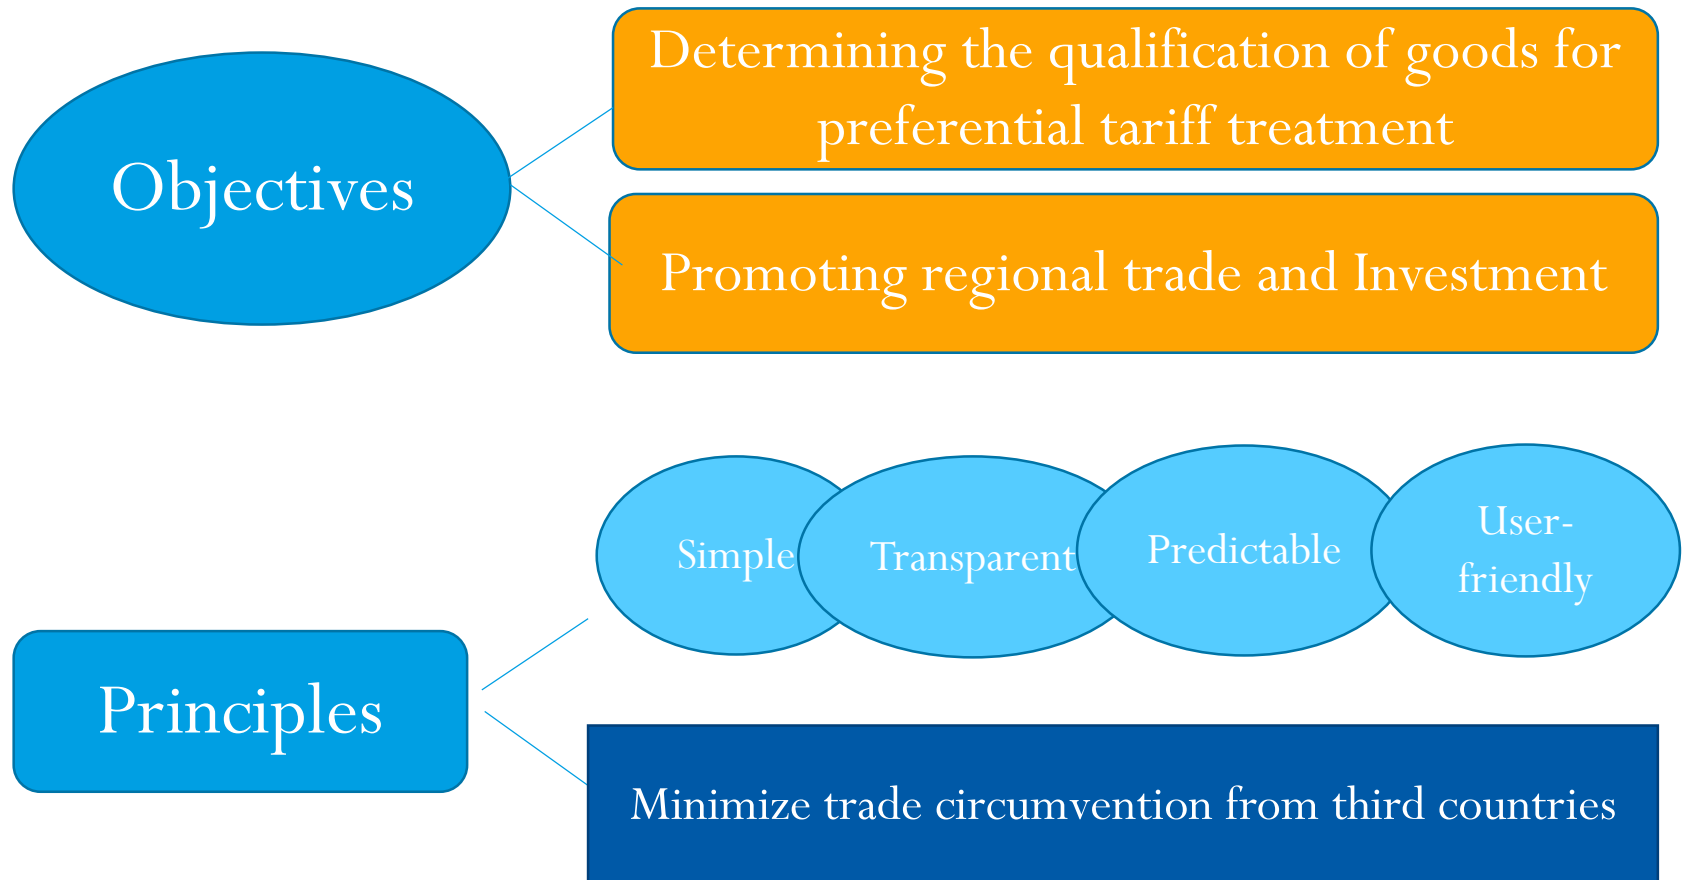 Objectives
Determining the qualification of goods for
preferential tariff treatment
Promoting regional trade and Investment
Principles
Simple
Transparent
Predictable
User-
friendly
Minimize trade circumvention from third countries